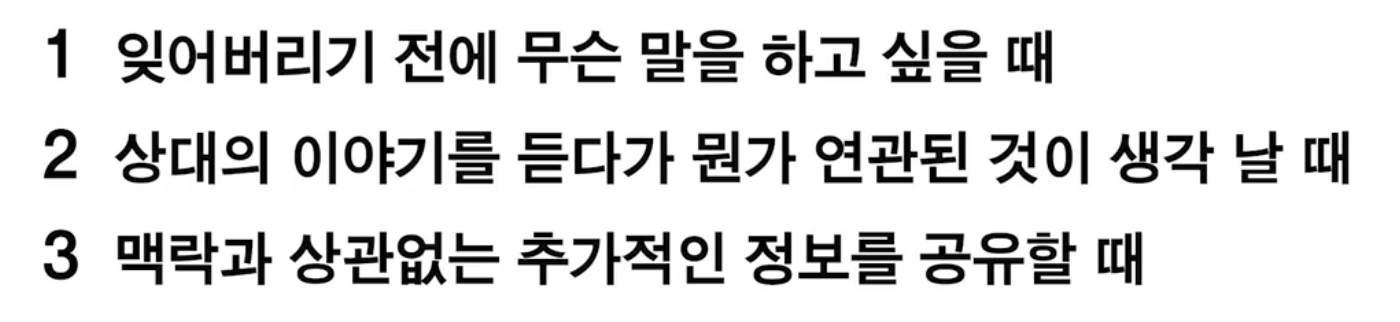 1 잊어버리기 전에 무슨 말을 하고 싶을 때
2 상대의 이야기를 듣다가 뭔가 연관된 것이 생각 날 때
3 맥락과 상관없는 추가적인 정보를 공유할 때